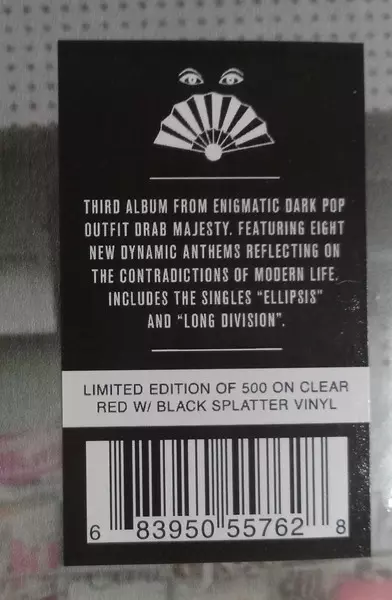 THIRD ALBUM FROM ENIGMATIC DARK POP
OUTFIT DRAB MAJESTY. FEATURING EIGHT
NEW DYNAMIC ANTHEMS REFLECTING ON
THE CONTRADICTIONS OF MODERN LIFE.
INCLUDES THE SINGLES "ELLIPSIS"
AND "LONG DIVISION".
LIMITED EDITION OF 500 ON CLEAR
RED W/ BLACK SPLATTER VINYL
6 83950 55762 8